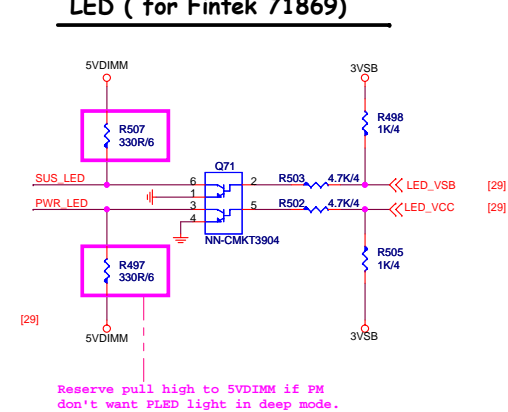 LED ( for Fintek 71869)
5VDIMM
3VSB
R507
330R/6
R498
1K/4
Q71
SUS_LED
6
2
R503
4.7K/4
LED_VSB
[29]
1
PWR_LED
3
5
R502
4.7K/4
LED_VCC
[29]
4
NN-CMKT3904
R497
330R/6
R505
1K/4
[29]
5VDIMM
3VSB
Reserve pull high to 5VDIMM if PM
don't want PLED light in deep mode.